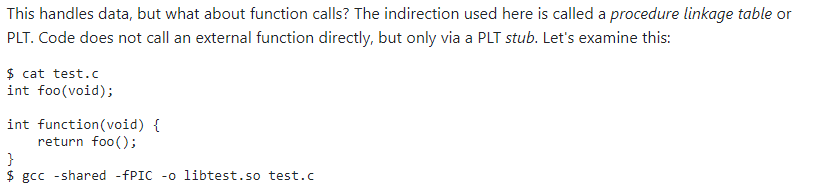 This handles data, but what about function calls? The indirection used here is called a procedure linkage table or
PLT. Code does not call an external function directly, but only via a PLT stub. Let's examine this:
$ cat test.c
int foo(void);
int function(void) {
    return foo();
}
$ gcc -shared -fPIC -o libtest.so test.c